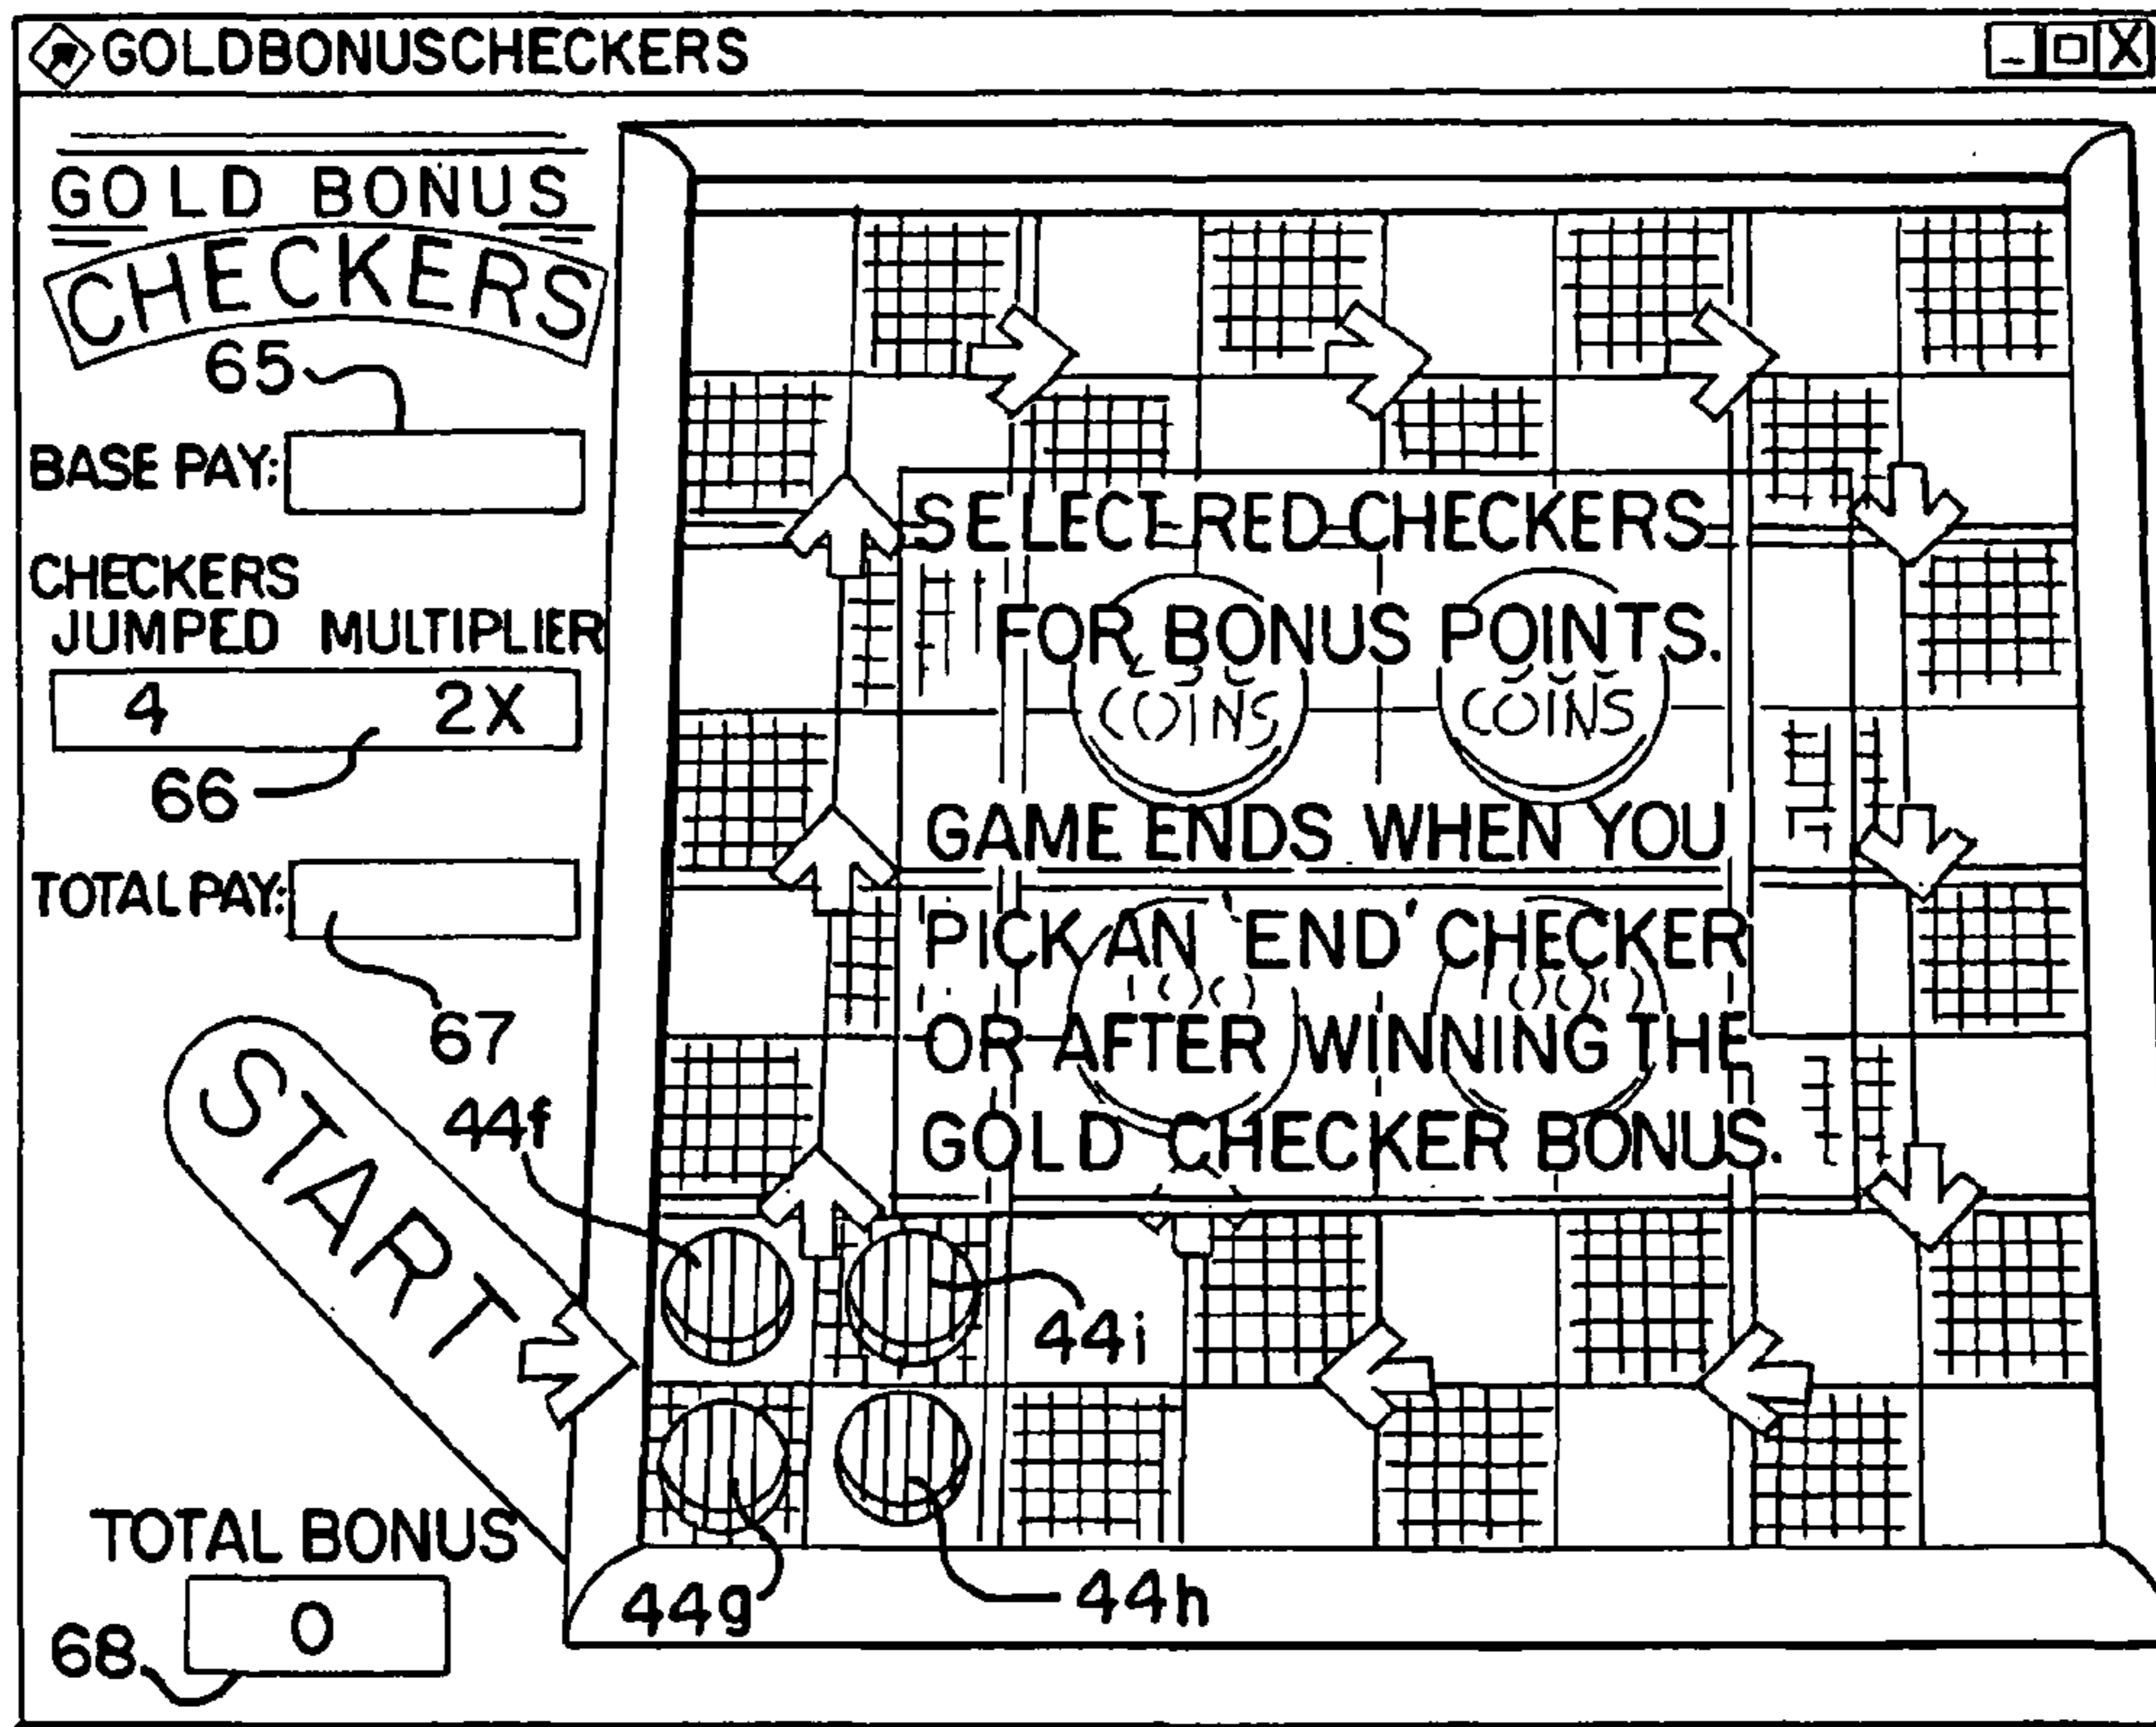 GOLDBONUSCHECKERS
GOLD BONUS
CHECKERS
65
BASE PAY:
CHECKERS
JUMPED MULTIPLIER
4 2X
66
TOTAL PAY:
67
START
TOTAL BONUS
0
68
SELECT RED CHECKERS
FOR BONUS POINTS.
COINS COINS
GAME ENDS WHEN YOU
PICK AN 'END' CHECKER
OR AFTER WINNING THE
GOLD CHECKER BONUS.
44f
44i
44g
44h